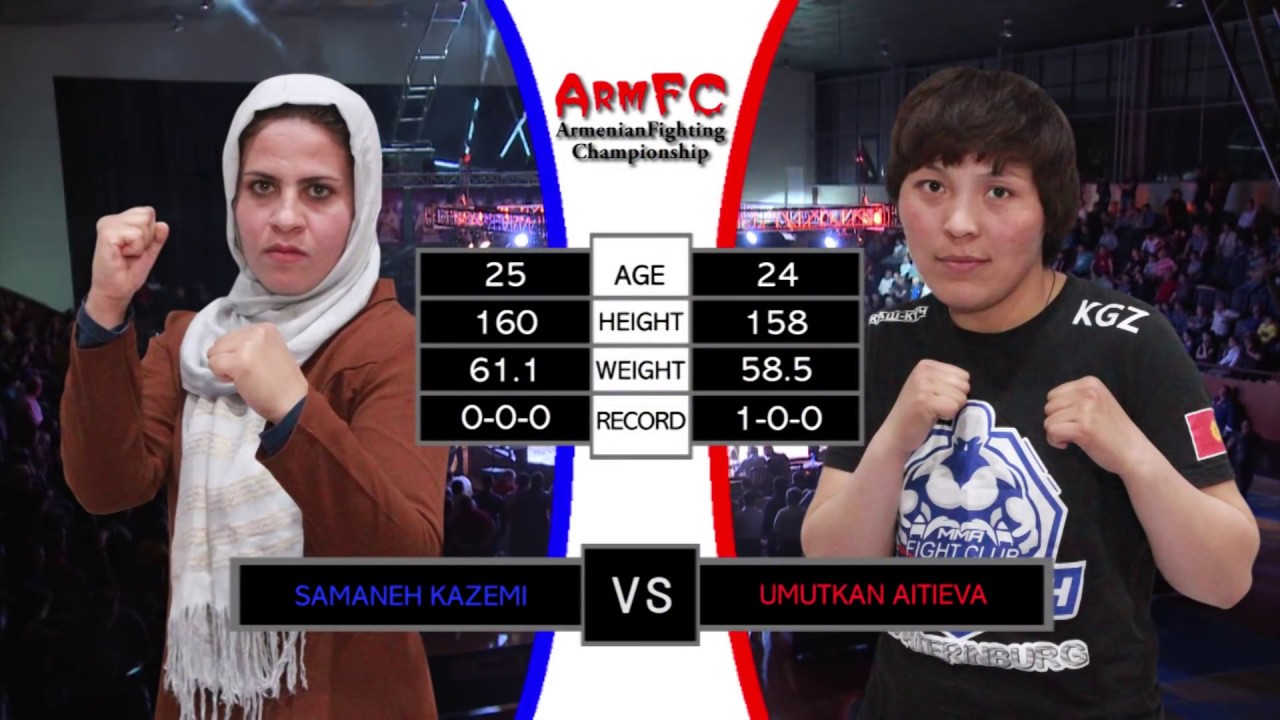 ARMFC
ArmenianFighting
Championship
25 AGE 24
160 HEIGHT 158
61.1 WEIGHT 58.5
0-0-0 RECORD 1-0-0
KGZ
MMA
FIGHT CLUB
SAMANEH KAZEMI VS UMUTKAN AITIEVA